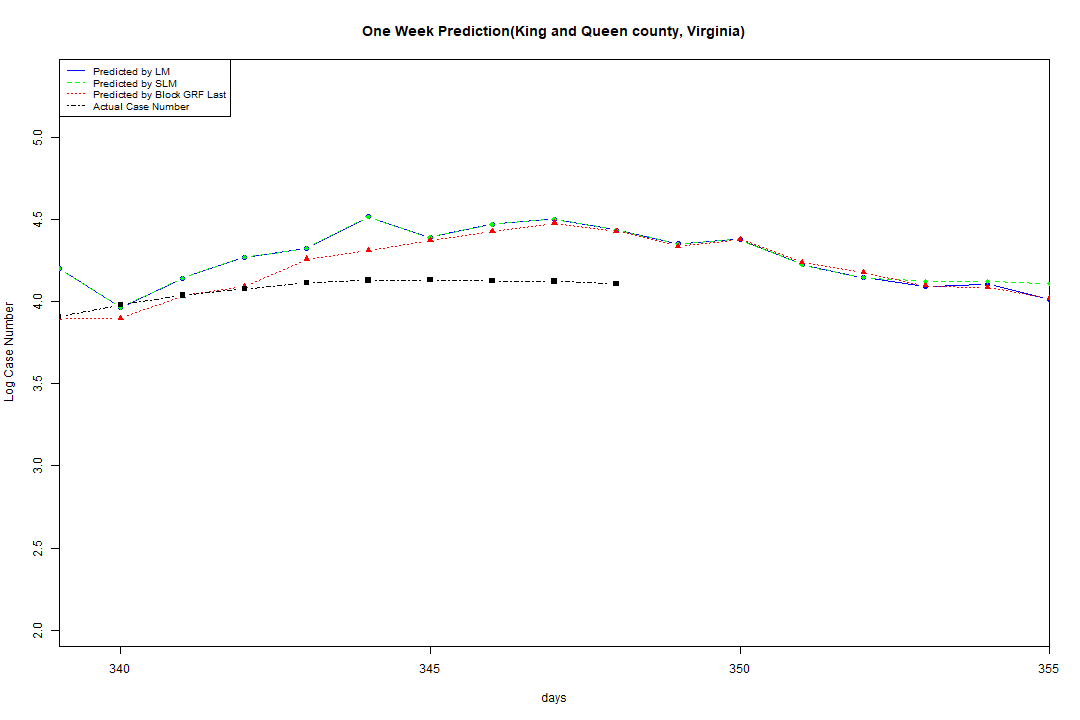 One Week Prediction(King and Queen county, Virginia)
Predicted by LM
Predicted by SLM
Predicted by Block GRF Last
Actual Case Number
5.0
4.5
4.0
3.5
3.0
2.5
2.0
Log Case Number
340
345
350
355
days